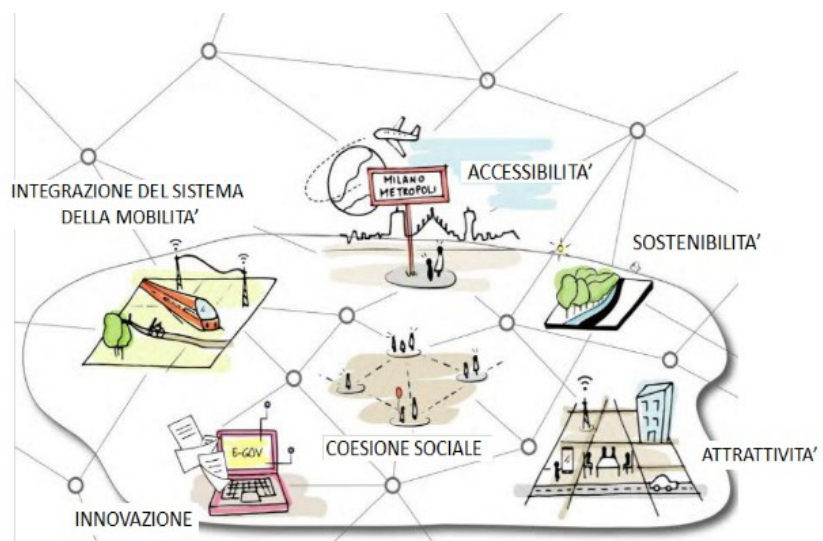 ACCESSIBILITA'
MILANO
METROPOLI
INTEGRAZIONE DEL SISTEMA
DELLA MOBILITA'
SOSTENIBILITA'
E-GOV
COESIONE SOCIALE
ATTRATTIVITA'
INNOVAZIONE